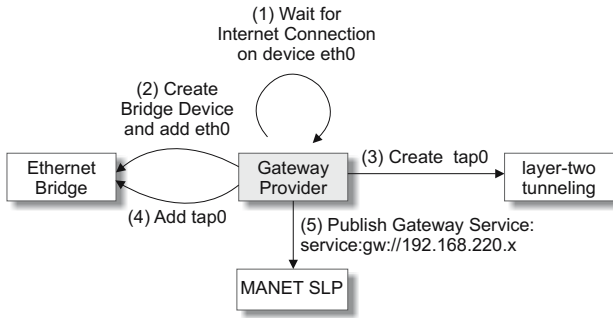 (1) Wait for
Internet Connection
on device eth0
(2) Create
Bridge Device
and add eth0
Ethernet
Bridge
Gateway
Provider
(3) Create tap0
layer-two
tunneling
(4) Add tap0
(5) Publish Gateway Service:
service:gw://192.168.220.x
MANET SLP